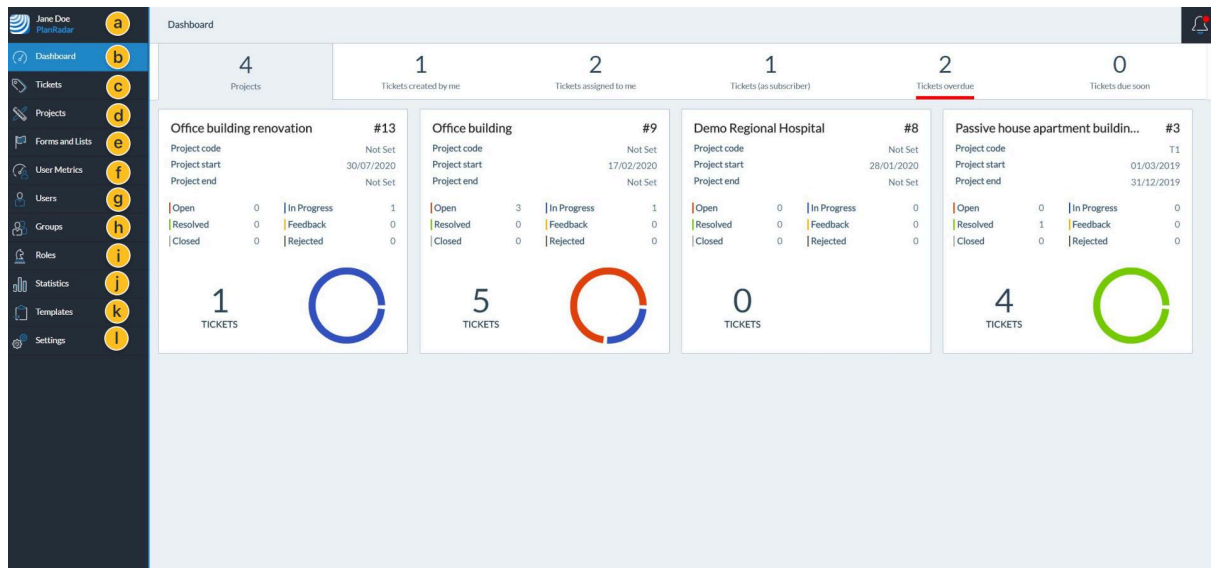 Jane Doe
PlanRadar
a
Dashboard
b
Tickets
c
Projects
d
Forms and Lists
e
User Metrics
f
Users
g
Groups
h
Roles
i
Statistics
j
Templates
k
Settings
l
Dashboard
4
Projects
1
Tickets created by me
2
Tickets assigned to me
1
Tickets (as subscriber)
2
Tickets overdue
0
Tickets due soon
Office building renovation #13
Project code Not Set
Project start 30/07/2020
Project end Not Set
Open 0 In Progress 1
Resolved 0 Feedback 0
Closed 0 Rejected 0
1
TICKETS
Office building #9
Project code Not Set
Project start 17/02/2020
Project end Not Set
Open 3 In Progress 1
Resolved 0 Feedback 0
Closed 0 Rejected 0
5
TICKETS
Demo Regional Hospital #8
Project code Not Set
Project start 28/01/2020
Project end Not Set
Open 0 In Progress 0
Resolved 0 Feedback 0
Closed 0 Rejected 0
0
TICKETS
Passive house apartment buildin... #3
Project code T1
Project start 01/03/2019
Project end 31/12/2019
Open 0 In Progress 0
Resolved 1 Feedback 0
Closed 0 Rejected 0
4
TICKETS